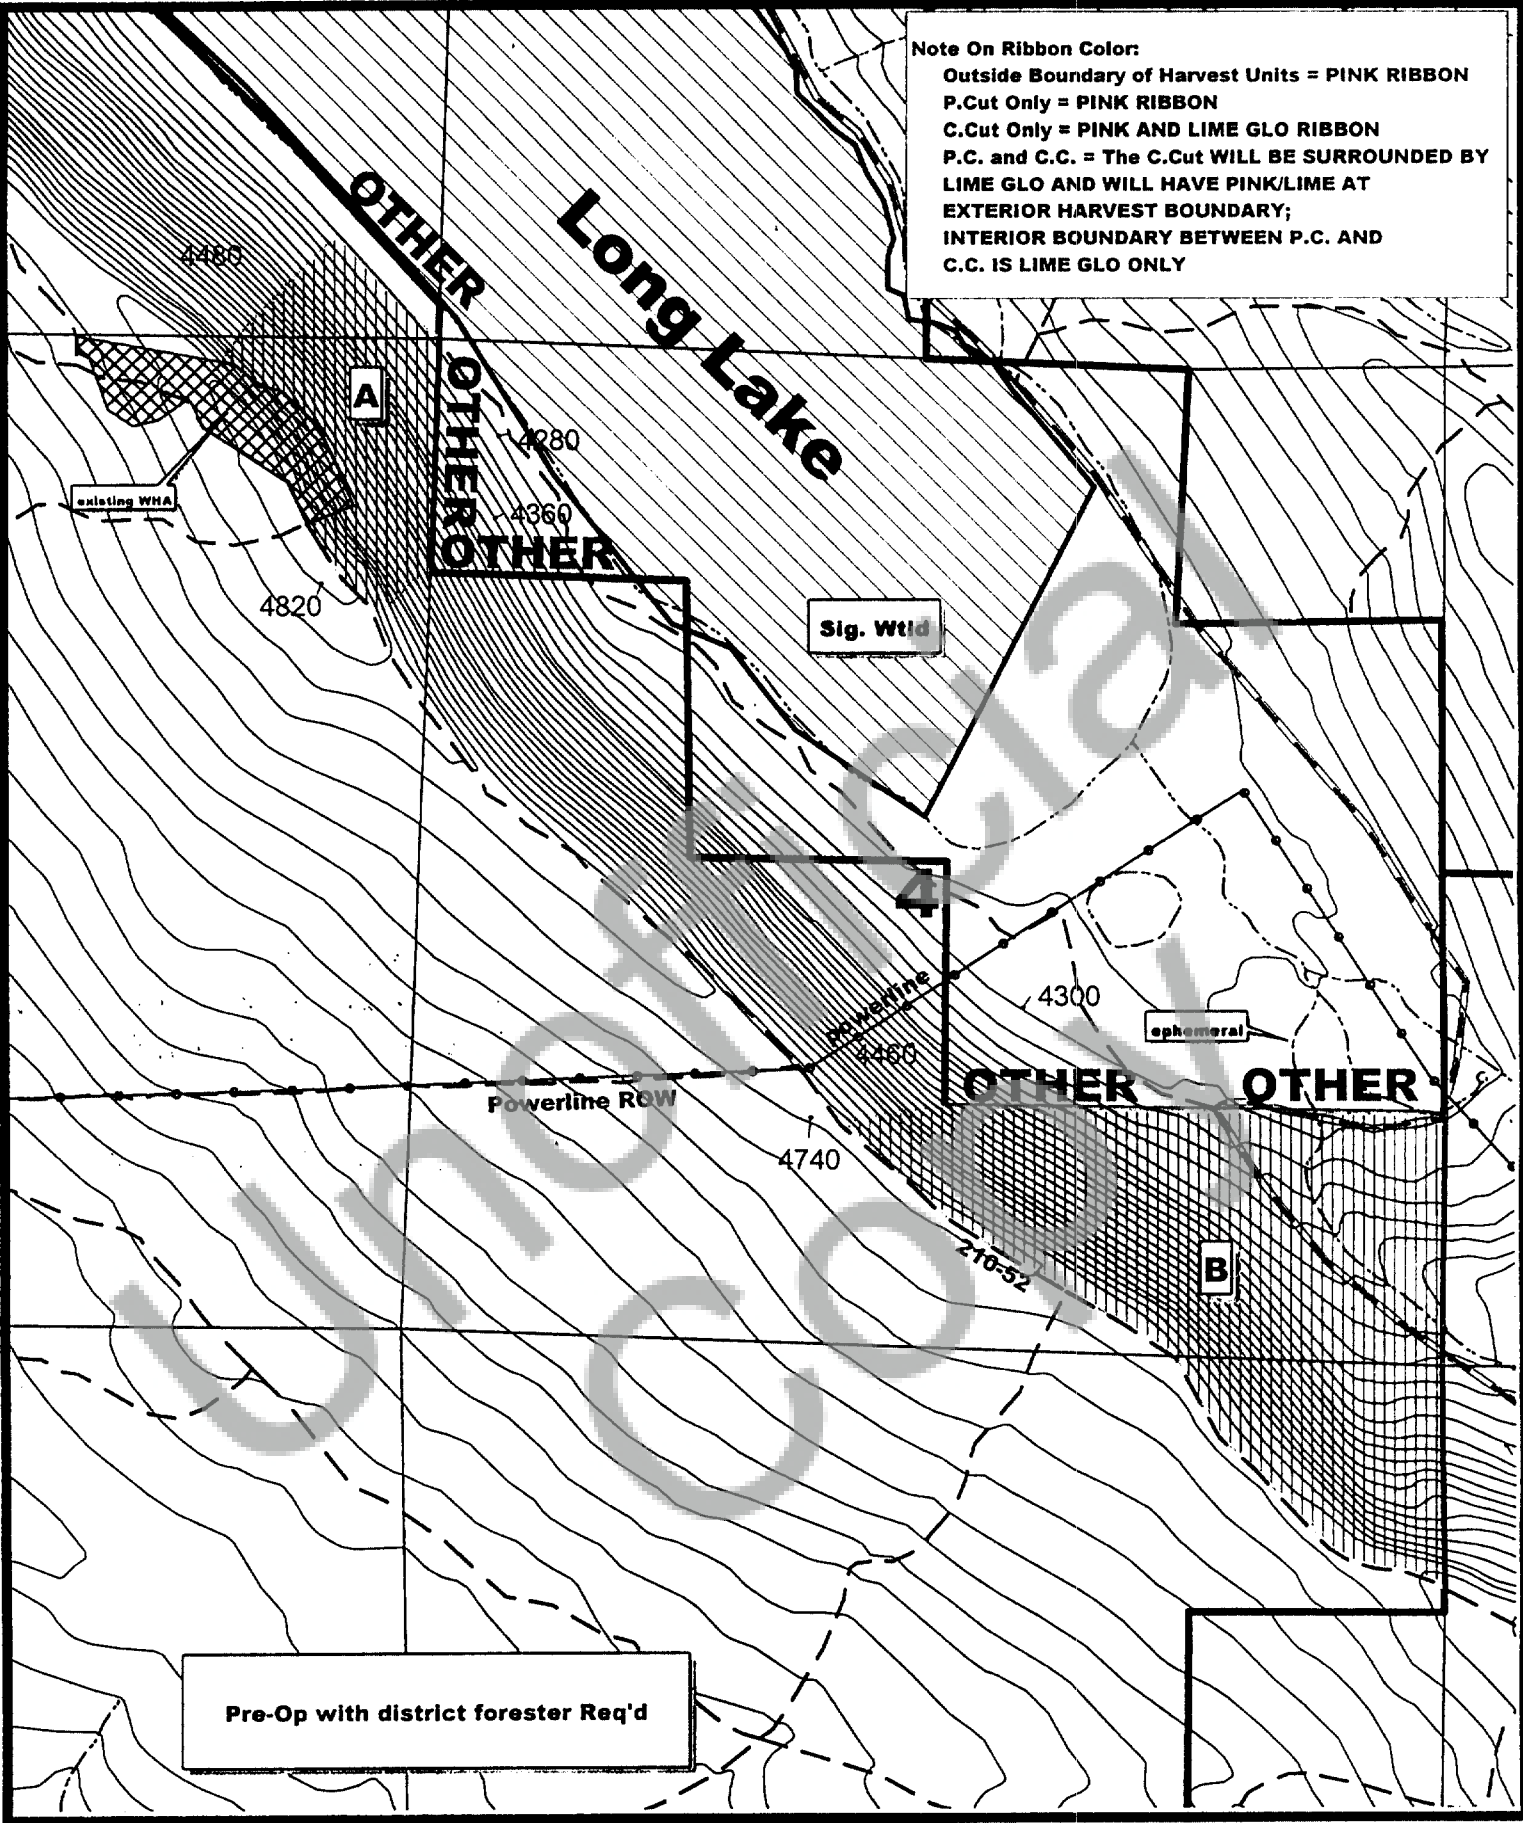 Note On Ribbon Color:
Outside Boundary of Harvest Units = PINK RIBBON
P.Cut Only = PINK RIBBON
C.Cut Only = PINK AND LIME GLO RIBBON
P.C. and C.C. = The C.Cut WILL BE SURROUNDED BY
LIME GLO AND WILL HAVE PINK/LIME AT
EXTERIOR HARVEST BOUNDARY;
INTERIOR BOUNDARY BETWEEN P.C. AND
C.C. IS LIME GLO ONLY
OTHER
Long Lake
4480
A
OTHER
4280
existing WHA
4360
OTHER
4820
Sig. Wtld
4
Powerline
4300
ephemeral
4460
OTHER
OTHER
Powerline ROW
4740
210-52
B
Pre-Op with district forester Req'd
Unofficial
Copy